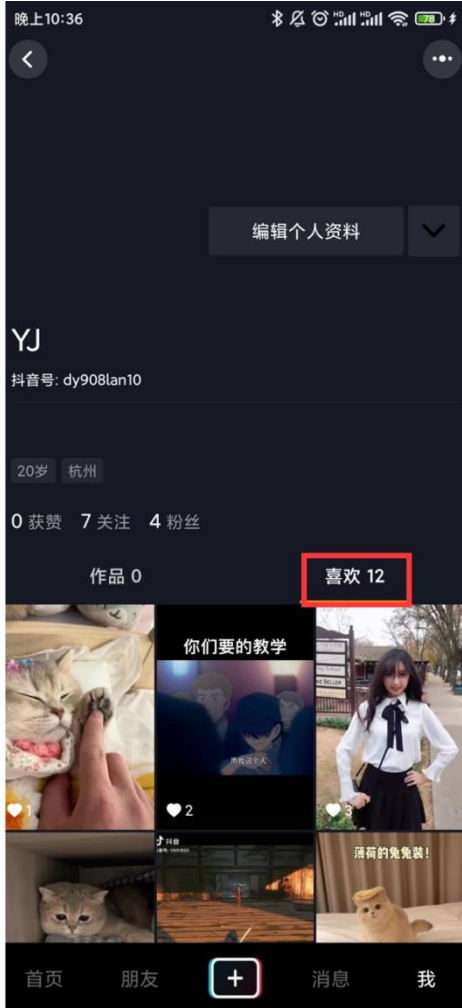 晚上10:36
78
编辑个人资料
YJ
抖音号: dy908lan10
20岁 杭州
0 获赞 7 关注 4 粉丝
作品 0 喜欢 12
你们要的教学
1 2 3
抖音
薄荷的兔兔装!
首页 朋友 消息 我